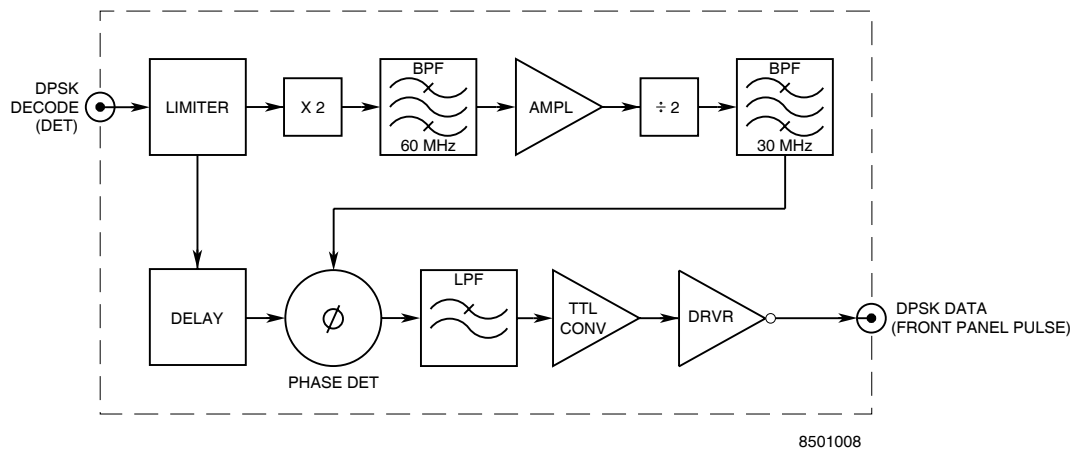 DPSK
DECODE
(DET)
LIMITER
X 2
BPF
60 MHz
AMPL
÷ 2
BPF
30 MHz
DELAY
Ø
PHASE DET
LPF
TTL
CONV
DRVR
DPSK DATA
(FRONT PANEL PULSE)
8501008